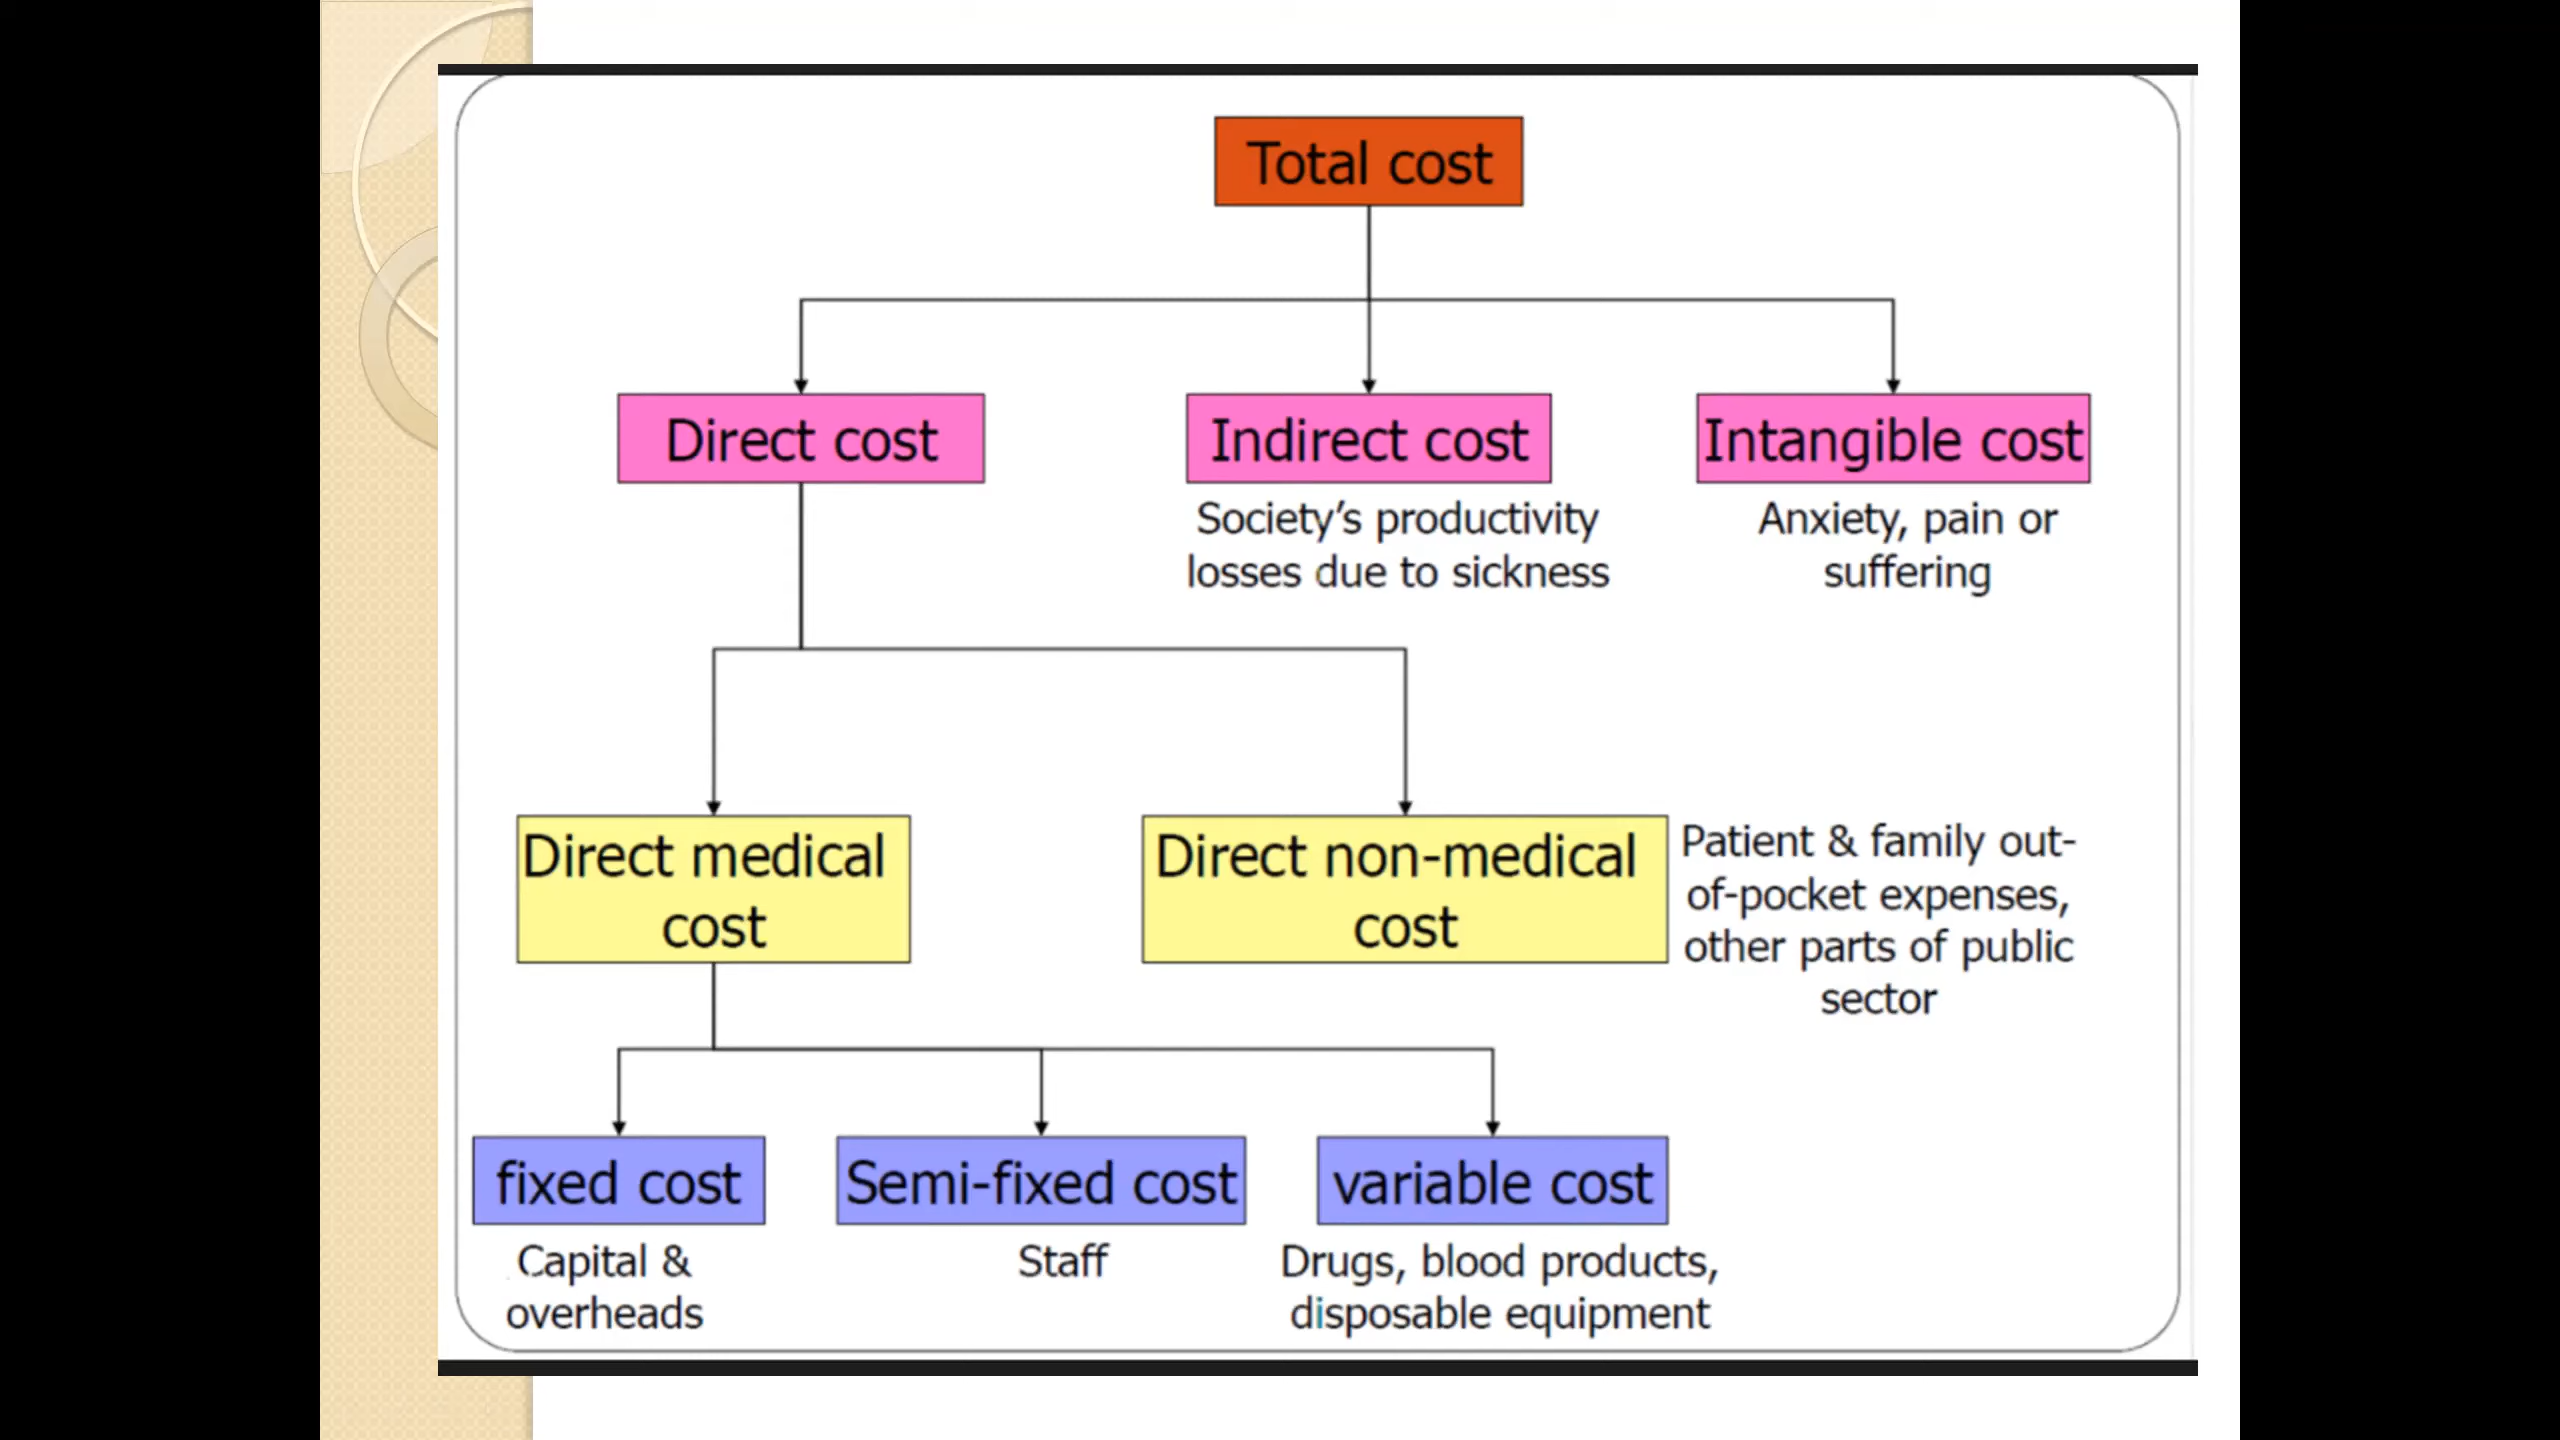 Total cost
Direct cost
Indirect cost
Intangible cost
Society's productivity
losses due to sickness
Anxiety, pain or
suffering
Direct medical
cost
Direct non-medical
cost
Patient & family out-
of-pocket expenses,
other parts of public
sector
fixed cost
Semi-fixed cost
variable cost
Capital &
overheads
Staff
Drugs, blood products,
disposable equipment